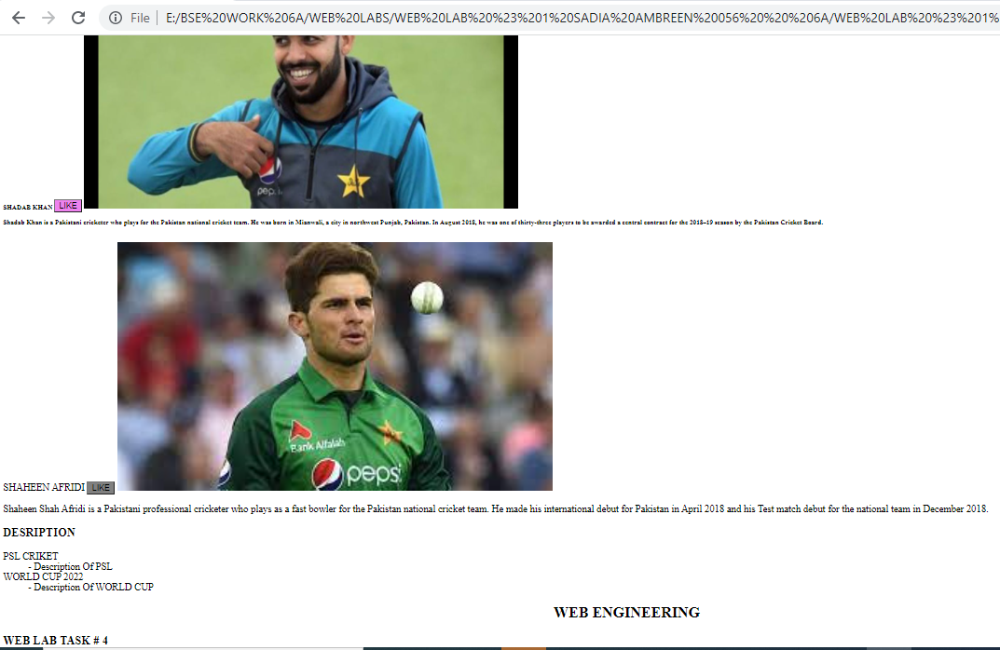 File | E:/BSE%20WORK%206A/WEB%20LABS/WEB%20LAB%20%23%201%20SADIA%20AMBREEN%20056%20%20%206A/WEB%20LAB%20%23%201%
pepsi
SHADAB KHAN LIKE
Shadab Khan is a Pakistani cricketer who plays for the Pakistan national cricket team. He was born in Mianwali, a city in northwest Punjab, Pakistan. In August 2018, he was one of thirty-three players to be awarded a central contract for the 2018–19 season by the Pakistan Cricket Board.
Bank Alfalah
pepsi
SHAHEEN AFRIDI LIKE
Shaheen Shah Afridi is a Pakistani professional cricketer who plays as a fast bowler for the Pakistan national cricket team. He made his international debut for Pakistan in April 2018 and his Test match debut for the national team in December 2018.
DESRIPTION
PSL CRIKET
- Description Of PSL
WORLD CUP 2022
- Description Of WORLD CUP
WEB ENGINEERING
WEB LAB TASK # 4